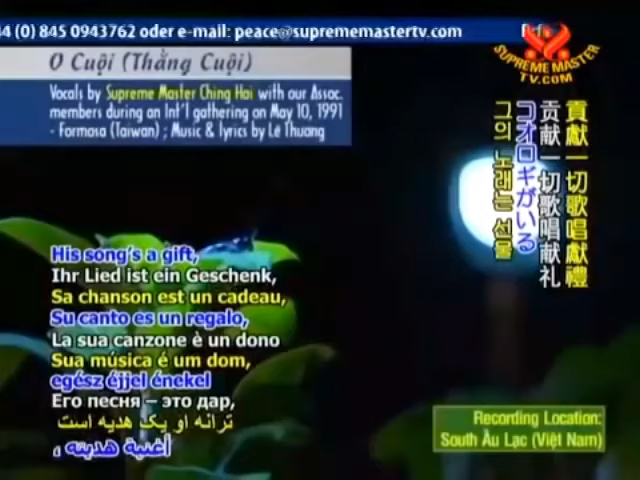 4 (0) 845 0943762 oder e-mail: peace@suprememastertv.com
SUPREME MASTER
TV.COM
Ơ Cuội (Thằng Cuội)
Vocals by Supreme Master Ching Hai with our Assoc.
members during an Int'l gathering on May 10, 1991
- Formosa (Taiwan) ; Music & lyrics by Lê Thương
貢獻一切歌唱獻禮
贡献一切歌唱献礼
コオロギがいる
그의 노래는 선물
His song's a gift,
Ihr Lied ist ein Geschenk,
Sa chanson est un cadeau,
Su canto es un regalo,
La sua canzone è un dono
Sua música é um dom,
egész éjjel énekel
Его песня – это дар,
ترانه او یک هدیه است
أغنية هديته ،
Recording Location:
South Âu Lạc (Việt Nam)